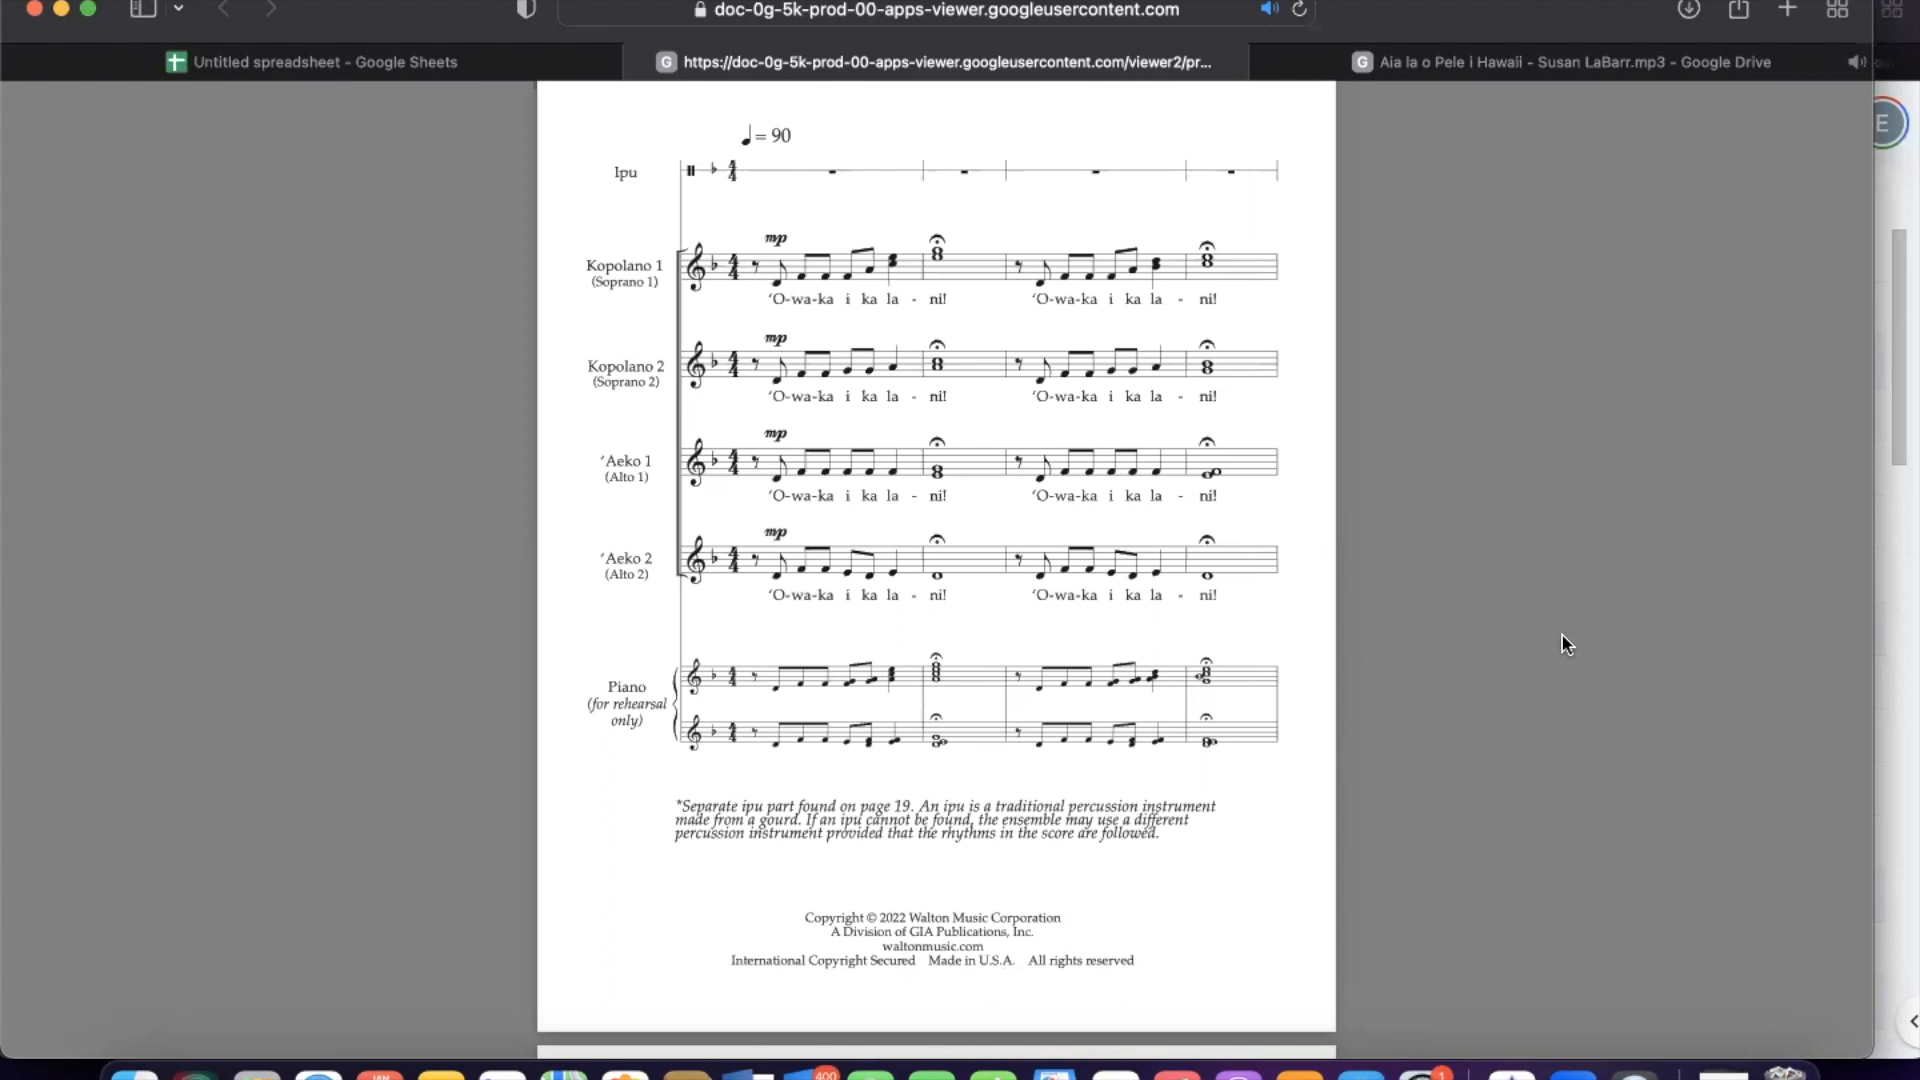 doc-0g-5k-prod-00-apps-viewer.googleusercontent.com
Untitled spreadsheet - Google Sheets
G https://doc-0g-5k-prod-00-apps-viewer.googleusercontent.com/viewer2/pr...
G Aia la o Pele i Hawaii - Susan LaBarr.mp3 - Google Drive
E
= 90
Ipu
4/4
mp
Kopolano 1
(Soprano 1)
'O-wa-ka i ka la - ni! 'O-wa-ka i ka la - ni!
mp
Kopolano 2
(Soprano 2)
'O-wa-ka i ka la - ni! 'O-wa-ka i ka la - ni!
mp
'Aeko 1
(Alto 1)
'O-wa-ka i ka la - ni! 'O-wa-ka i ka la - ni!
mp
'Aeko 2
(Alto 2)
'O-wa-ka i ka la - ni! 'O-wa-ka i ka la - ni!
Piano
(for rehearsal
only)
*Separate ipu part found on page 19. An ipu is a traditional percussion instrument
made from a gourd. If an ipu cannot be found, the ensemble may use a different
percussion instrument provided that the rhythms in the score are followed.
Copyright © 2022 Walton Music Corporation
A Division of GIA Publications, Inc.
waltonmusic.com
International Copyright Secured Made in U.S.A. All rights reserved
JAN
400
1